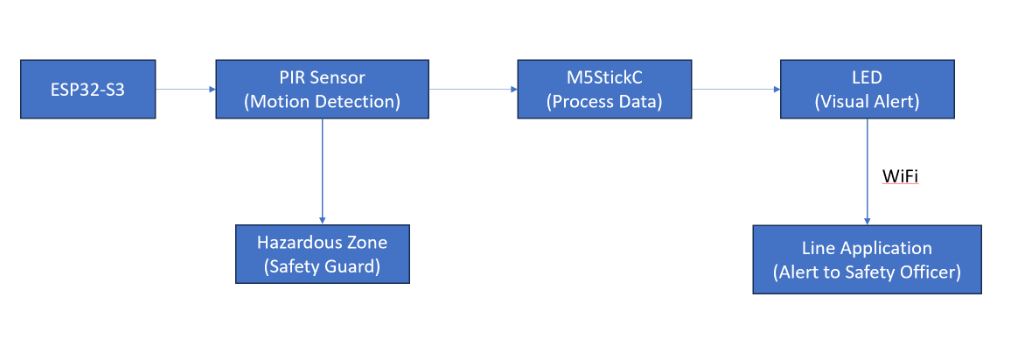 ESP32-S3
PIR Sensor
(Motion Detection)
M5StickC
(Process Data)
LED
(Visual Alert)
WiFi
Hazardous Zone
(Safety Guard)
Line Application
(Alert to Safety Officer)